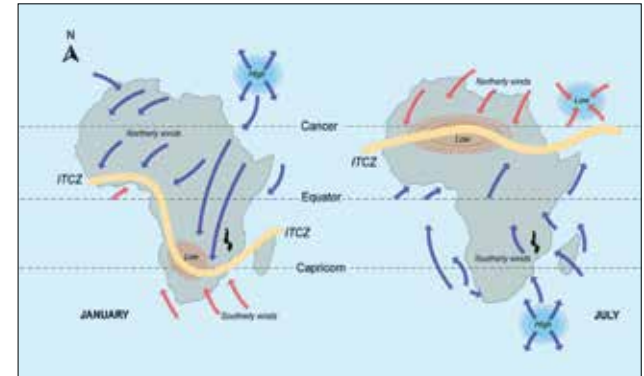 N
High
Northerly winds
ITCZ
ITCZ
Low
Southerly winds
JANUARY
Cancer
Equator
Capricorn
Northerly winds
Low
Low
ITCZ
Southerly winds
High
JULY